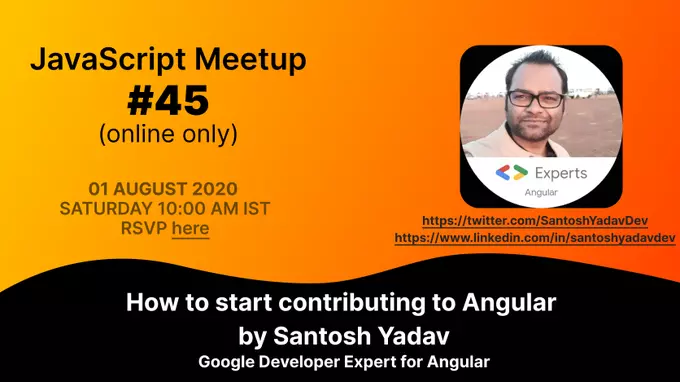 JavaScript Meetup
#45
(online only)
01 AUGUST 2020
SATURDAY 10:00 AM IST
RSVP here
Experts
Angular
https://twitter.com/SantoshYadavDev
https://www.linkedin.com/in/santoshyadavdev
How to start contributing to Angular
by Santosh Yadav
Google Developer Expert for Angular